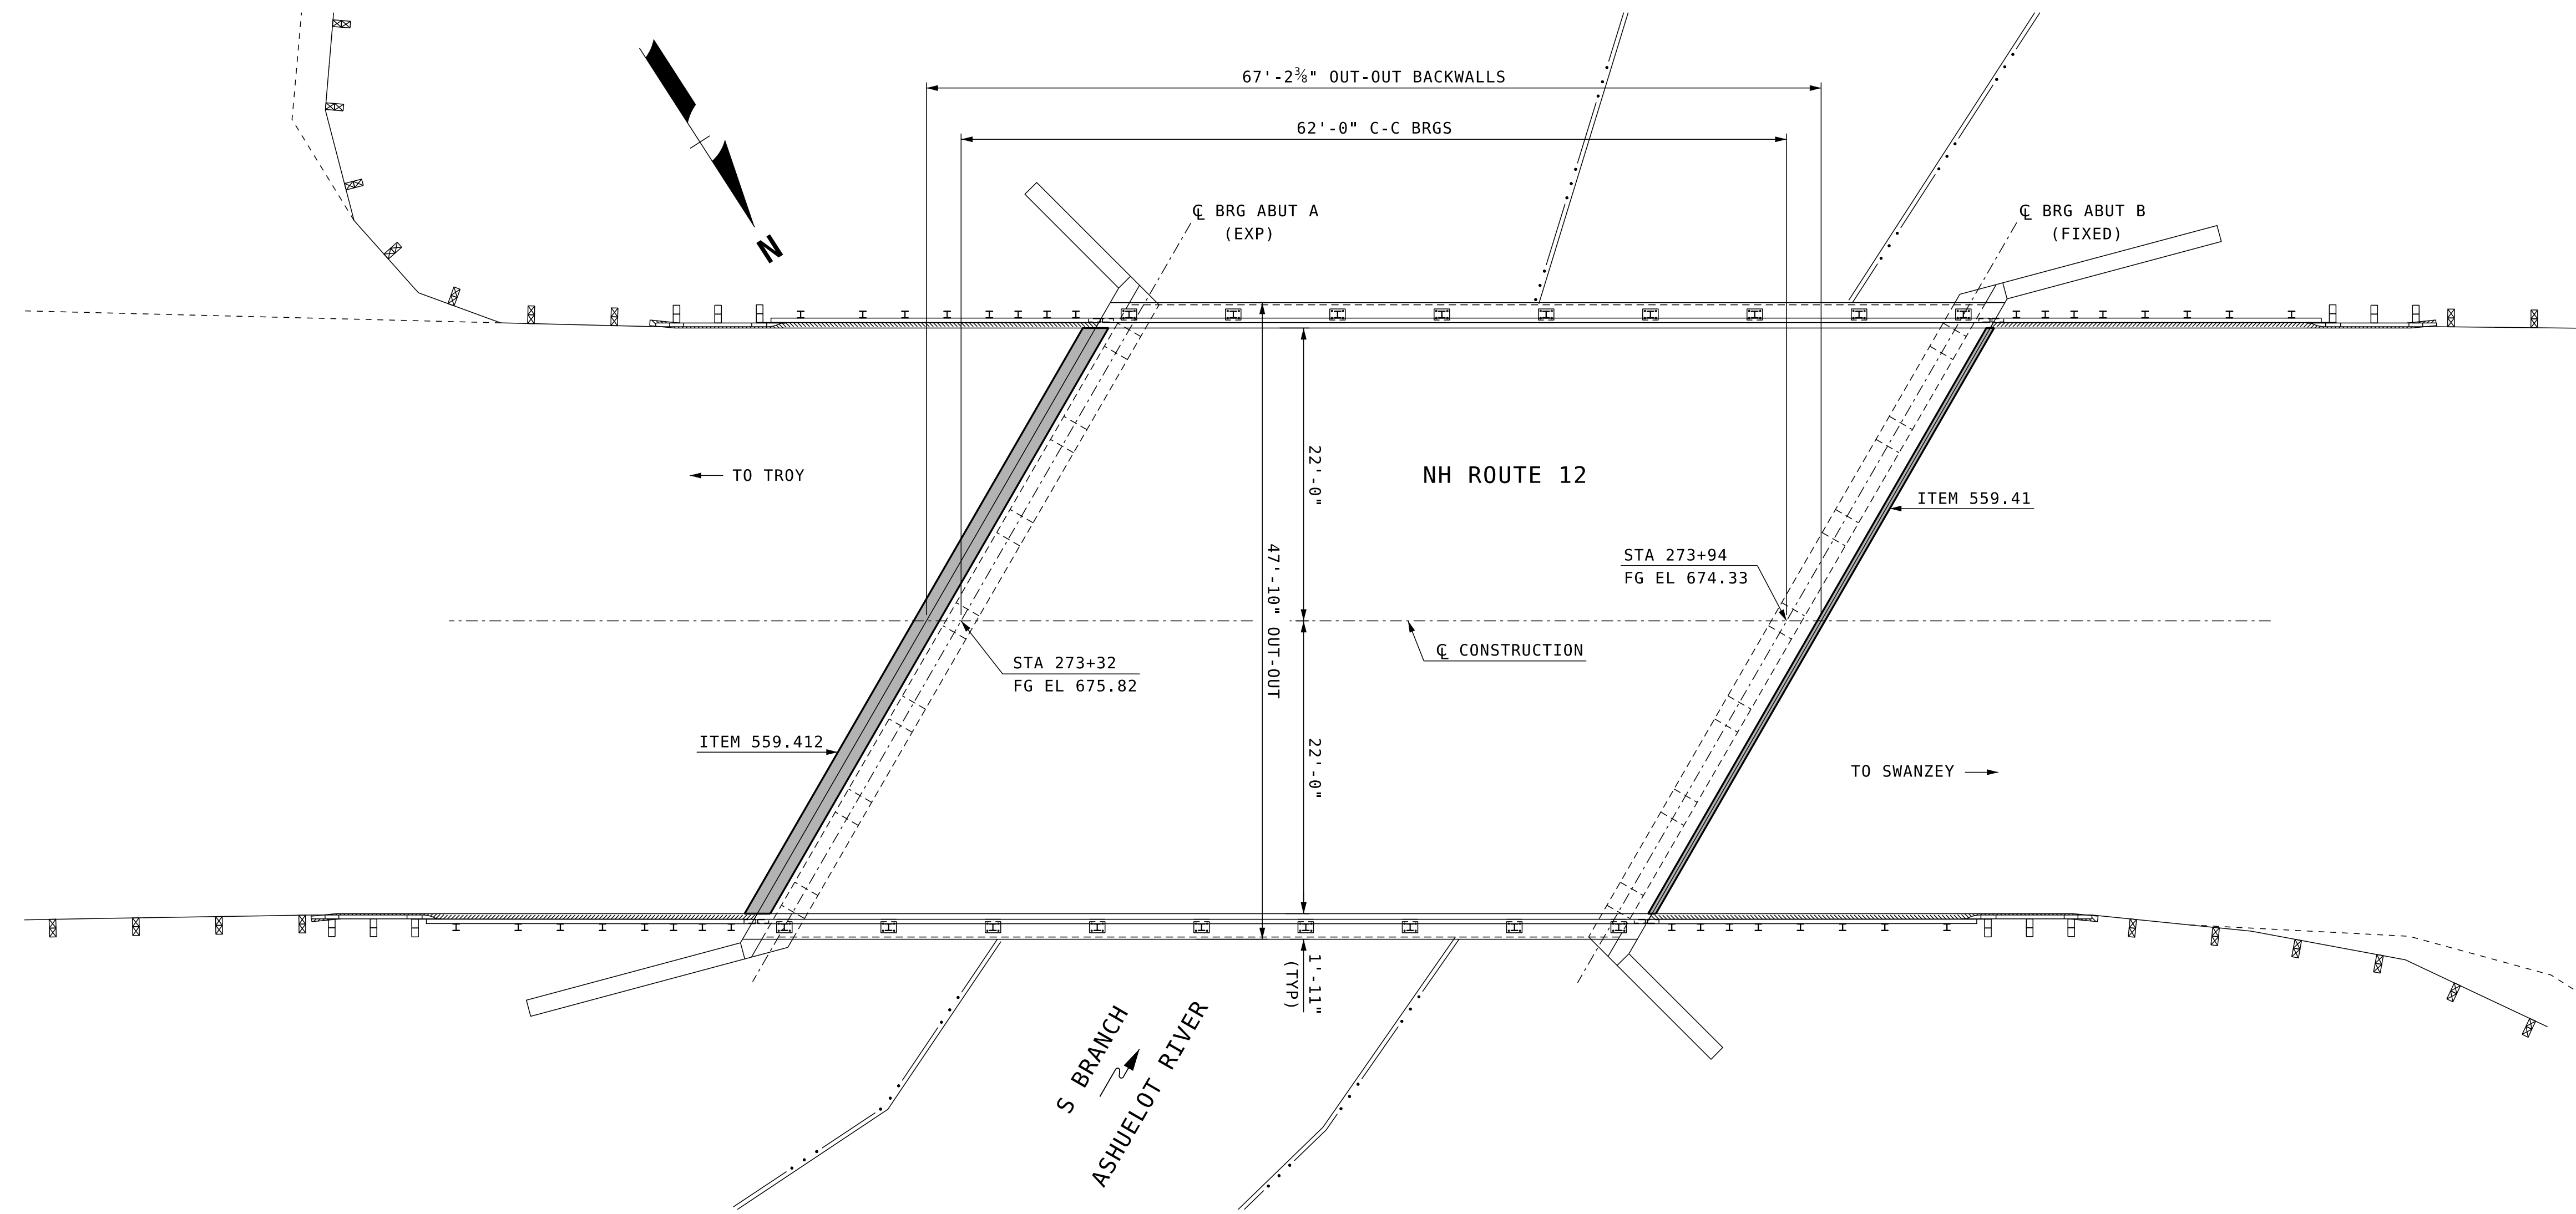 67'-2⅜" OUT-OUT BACKWALLS
62'-0" C-C BRGS
℄ BRG ABUT A
(EXP)
℄ BRG ABUT B
(FIXED)
N
TO TROY
22'-0"
NH ROUTE 12
ITEM 559.41
STA 273+94
FG EL 674.33
47'-10" OUT-OUT
℄ CONSTRUCTION
STA 273+32
FG EL 675.82
ITEM 559.412
22'-0"
TO SWANZEY
1'-11"
(TYP)
S BRANCH
ASHUELOT RIVER